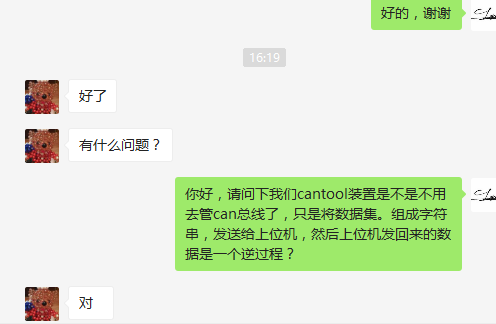 好的，谢谢
16:19
好了
有什么问题？
你好，请问下我们cantool装置是不是不用
去管can总线了，只是将数据集。组成字符
串，发送给上位机，然后上位机发回来的数
据是一个逆过程？
对